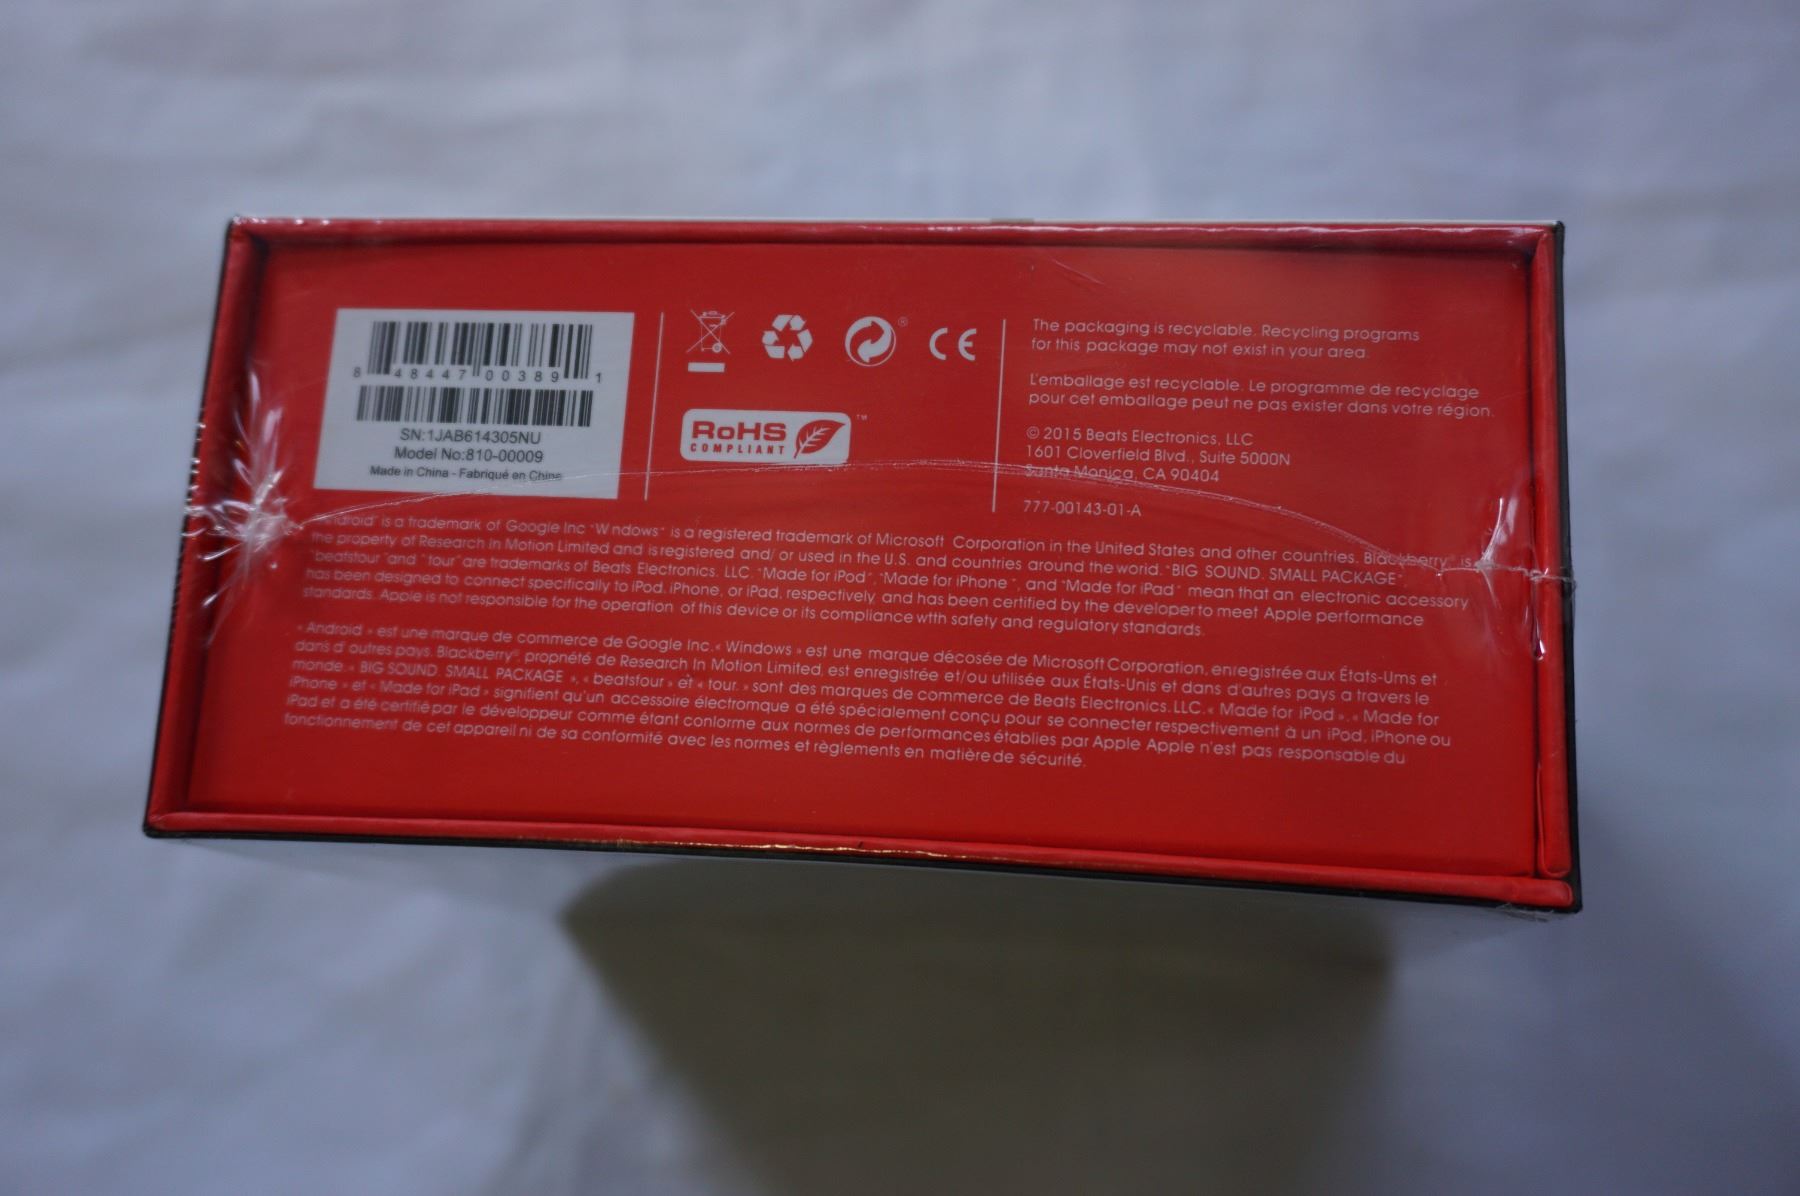 8 48447 00389 1
SN:1JAB614305NU
Model No:810-00009
Made in China - Fabriqué en Chine
CE
®
RoHS
COMPLIANT
™
The packaging is recyclable. Recycling programs
for this package may not exist in your area.
L'emballage est recyclable. Le programme de recyclage
pour cet emballage peut ne pas exister dans votre région.
© 2015 Beats Electronics, LLC
1601 Cloverfield Blvd., Suite 5000N
Santa Monica, CA 90404
777-00143-01-A
"Android" is a trademark of Google Inc "W ndows" is a registered trademark of Microsoft Corporation in the United States and other countries. Blackberry is
the property of Research In Motion Limited and is registered and/ or used in the U.S. and countries around the world. "BIG SOUND. SMALL PACKAGE",
"beatsfour "and " tour" are trademarks of Beats Electronics. LLC. "Made for iPod", "Made for iPhone ", and "Made for iPad " mean that an electronic accessory
has been designed to connect specifically to iPod, iPhone, or iPad, respectively, and has been certified by the developer to meet Apple performance
standards. Apple is not responsible for the operation of this device or its compliance wtth safety and regulatory standards.
« Android » est une marque de commerce de Google Inc. « Windows » est une marque décosée de Microsoft Corporation, enregistrée aux États-Ums et
dans d' autres pays. Blackberry®, propnété de Research In Motion Limited, est enregistrée et/ou utilisée aux États-Unis et dans d'autres pays a travers le
monde. « BIG SOUND. SMALL PACKAGE », « beatsfour » et « tour. » sont des marques de commerce de Beats Electronics. LLC. « Made for iPod », « Made for
iPhone » et « Made for iPad » signifient qu'un accessoire électromque a été spécialement conçu pour se connecter respectivement à un iPod, iPhone ou
iPad et a été certifié par le développeur comme étant conforme aux normes de performances établies par Apple Apple n'est pas responsable du
fonctionnement de cet appareil ni de sa conformité avec les normes et règlements en matière de sécurité.